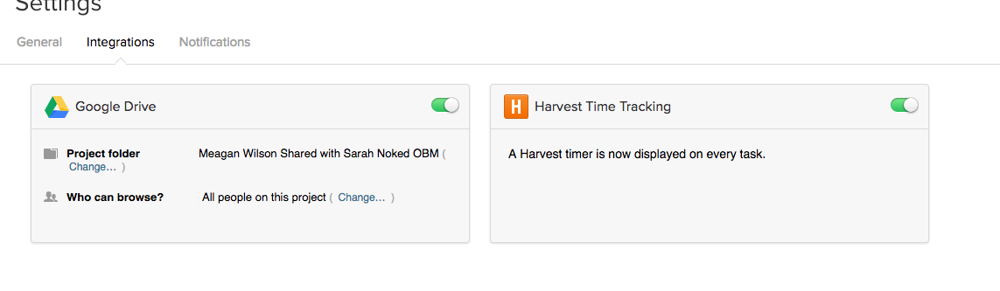 Settings
General Integrations Notifications
Google Drive
Project folder Meagan Wilson Shared with Sarah Noked OBM (
Change... )
Who can browse? All people on this project ( Change... )
H Harvest Time Tracking
A Harvest timer is now displayed on every task.